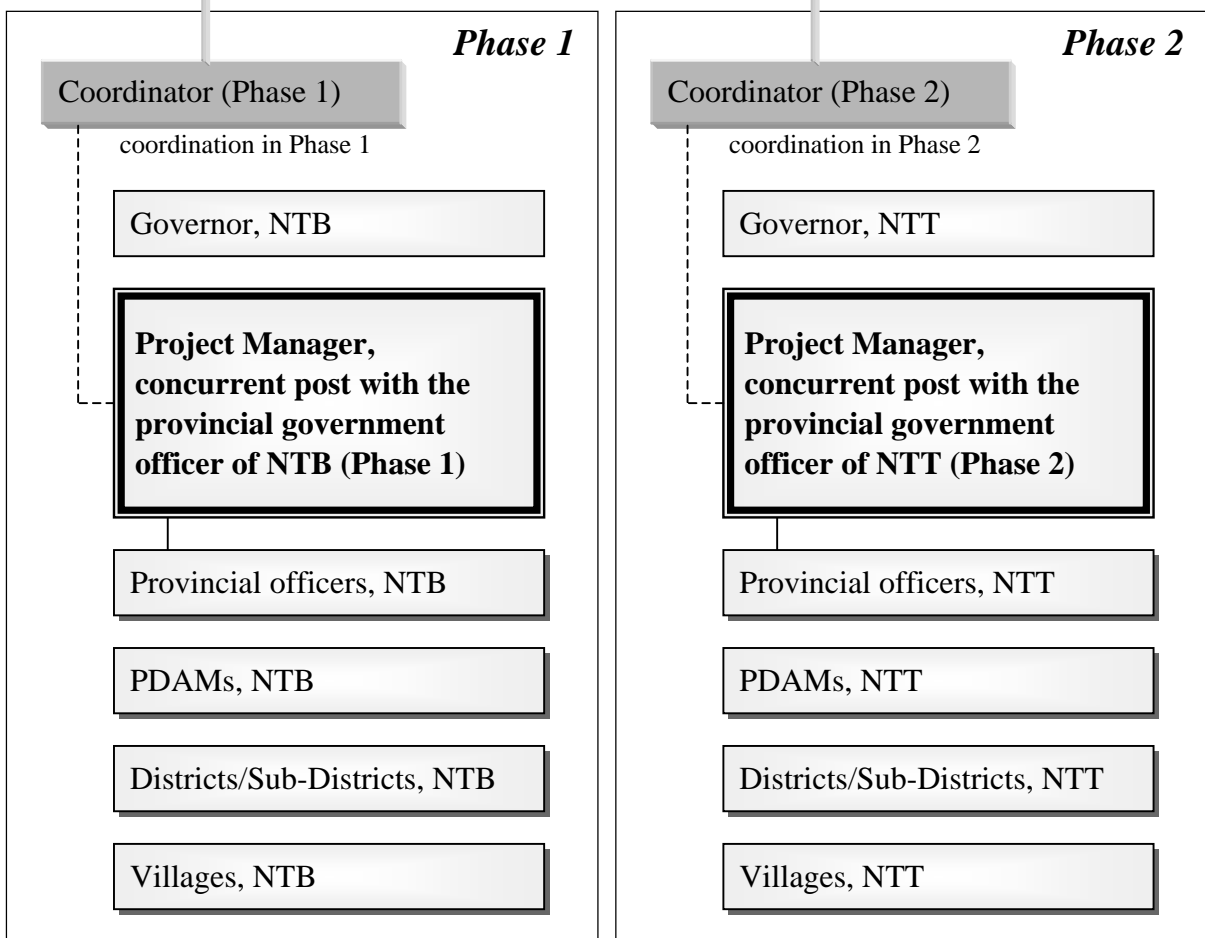 Phase 1
Coordinator (Phase 1)
coordination in Phase 1
Governor, NTB
Project Manager,
concurrent post with the
provincial government
officer of NTB (Phase 1)
Provincial officers, NTB
PDAMs, NTB
Districts/Sub-Districts, NTB
Villages, NTB
Phase 2
Coordinator (Phase 2)
coordination in Phase 2
Governor, NTT
Project Manager,
concurrent post with the
provincial government
officer of NTT (Phase 2)
Provincial officers, NTT
PDAMs, NTT
Districts/Sub-Districts, NTT
Villages, NTT